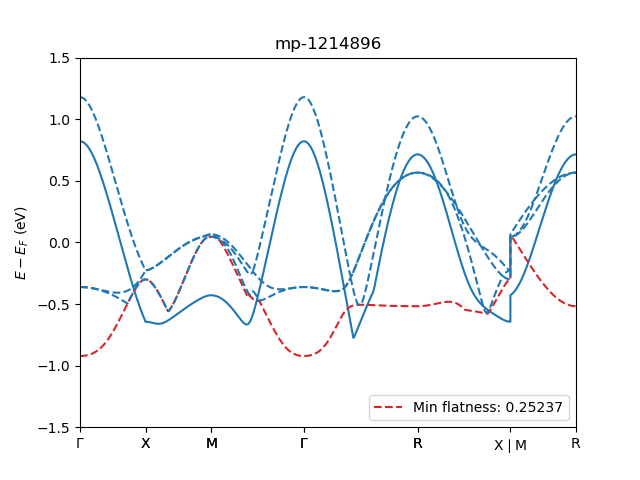 mp-1214896
E − E_F (eV)
1.5
1.0
0.5
0.0
−0.5
−1.0
−1.5
Min flatness: 0.25237
Γ X M Γ R X | M R